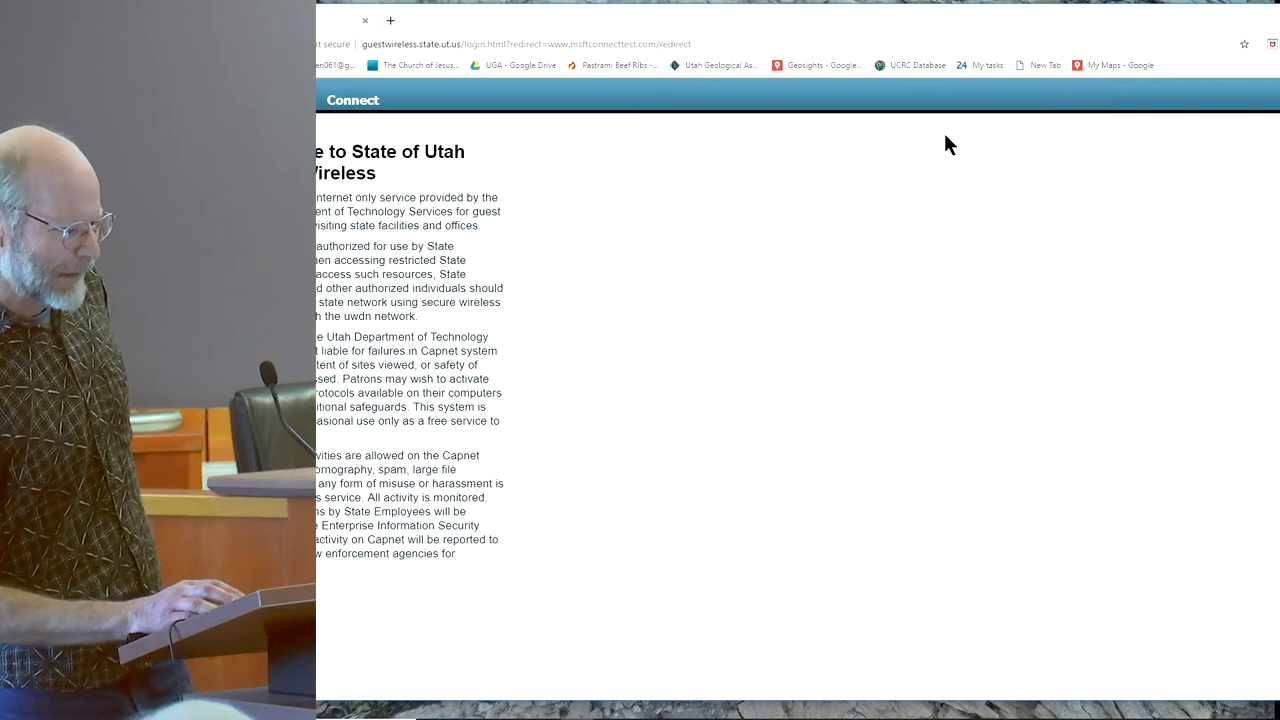 guestwireless.state.ut.us/login.html?redirect=www.msftconnecttest.com/redirect
The Church of Jesus... UGA - Google Drive Pastrami Beef Ribs -... Utah Geological As... Geosights - Google... UCRC Database 24 My tasks New Tab My Maps - Google
Connect
to State of Utah
nternet only service provided by the
ent of Technology Services for guest
visiting state facilities and offices.
authorized for use by State
en accessing restricted State
access such resources, State
d other authorized individuals should
state network using secure wireless
h the uwdn network.
e Utah Department of Technology
t liable for failures in Capnet system
tent of sites viewed, or safety of
ssed. Patrons may wish to activate
rotocols available on their computers
itional safeguards. This system is
asional use only as a free service to
vities are allowed on the Capnet
ornography, spam, large file
any form of misuse or harassment is
s service. All activity is monitored.
ns by State Employees will be
e Enterprise Information Security
activity on Capnet will be reported to
w enforcement agencies for